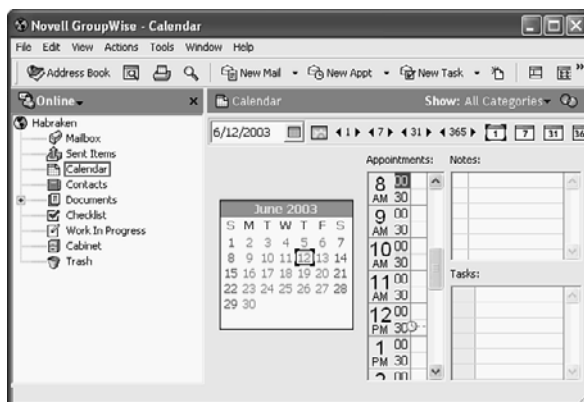 Novell GroupWise - Calendar
File Edit View Actions Tools Window Help
Address Book New Mail New Appt New Task
Online Calendar Show: All Categories
Habraken
Mailbox
Sent Items
Calendar
Contacts
Documents
Checklist
Work In Progress
Cabinet
Trash
6/12/2003 1 7 31 365 1 7 31
Appointments: Notes:
8 00
AM 30
9 00
AM 30
10 00
AM 30
11 00
AM 30
12 00
PM 30
1 00
PM 30
Tasks:
June 2003
S M T W T F S
1 2 3 4 5 6 7
8 9 10 11 12 13 14
15 16 17 18 19 20 21
22 23 24 25 26 27 28
29 30